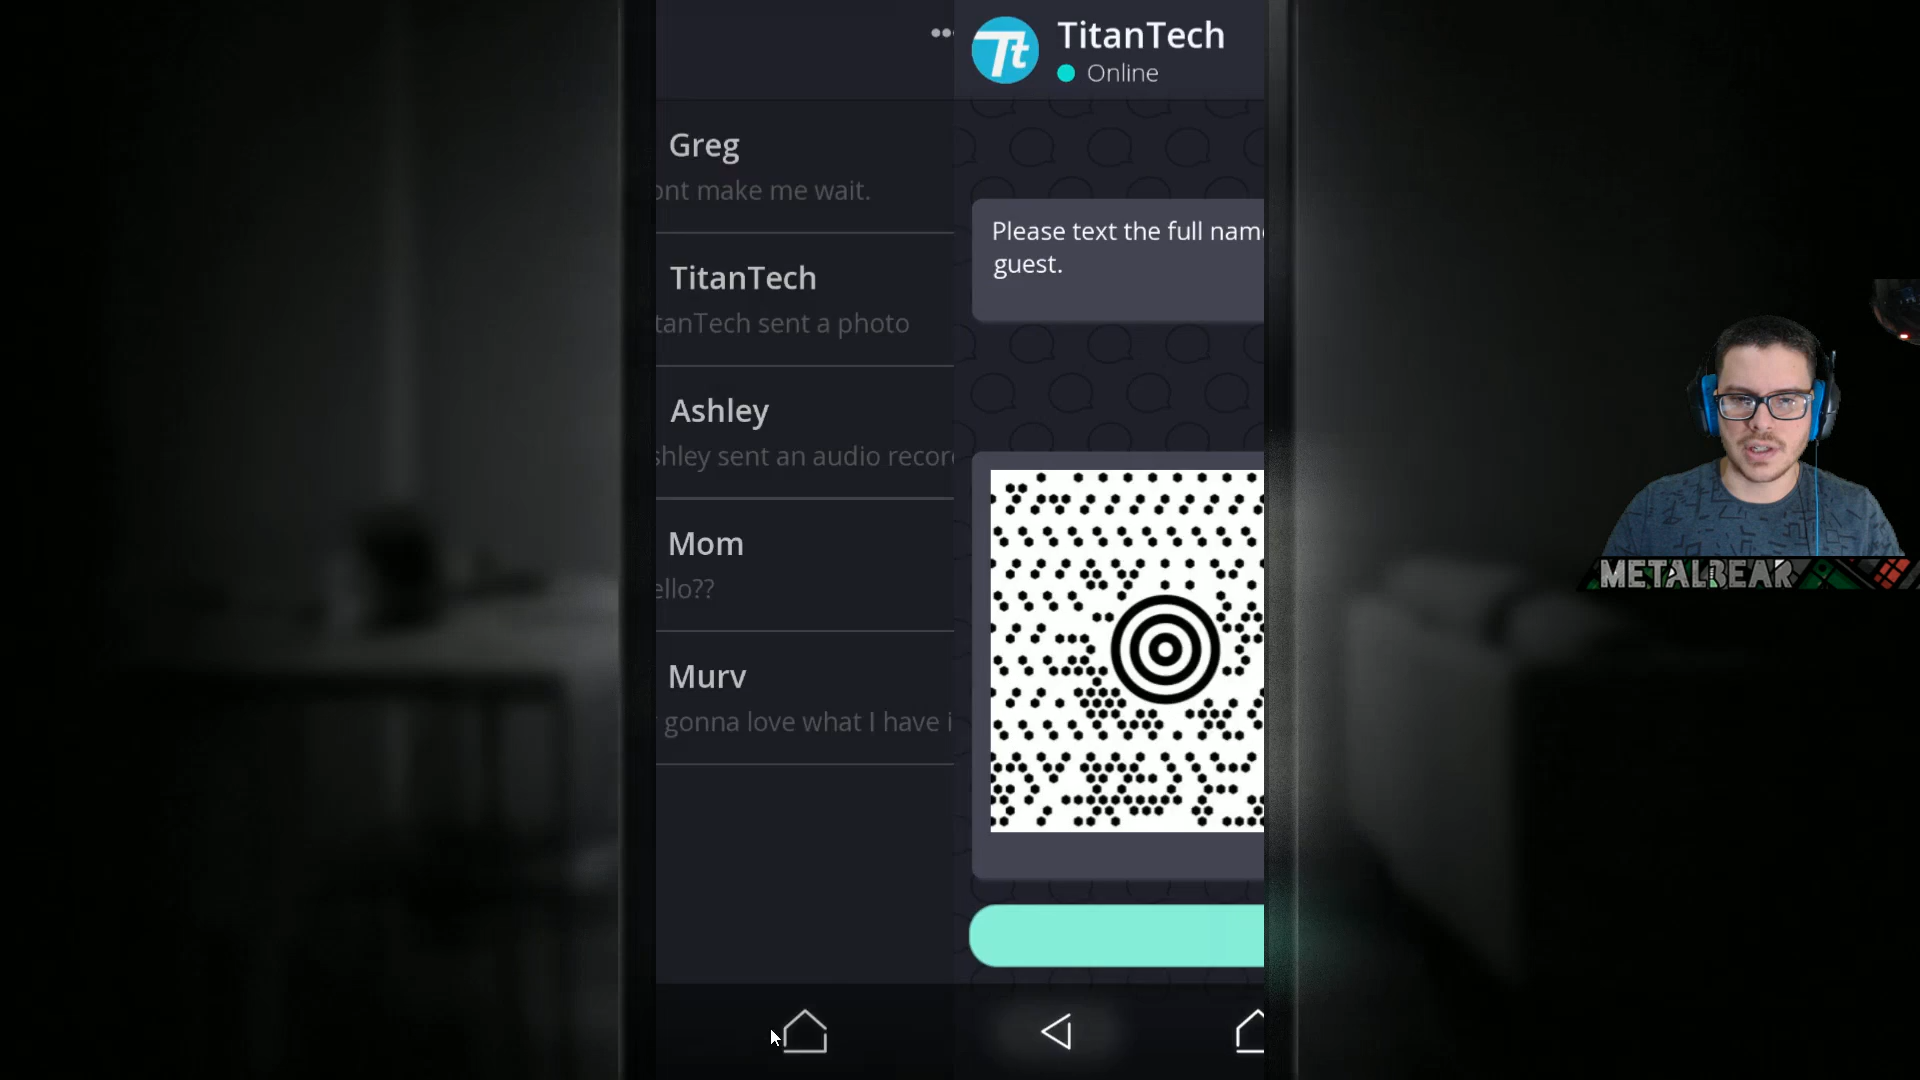 Greg
ont make me wait.
TitanTech
tanTech sent a photo
Ashley
shley sent an audio recor
Mom
ello??
Murv
gonna love what I have i
Tt
TitanTech
Online
Please text the full nam
guest.
METALBEAR